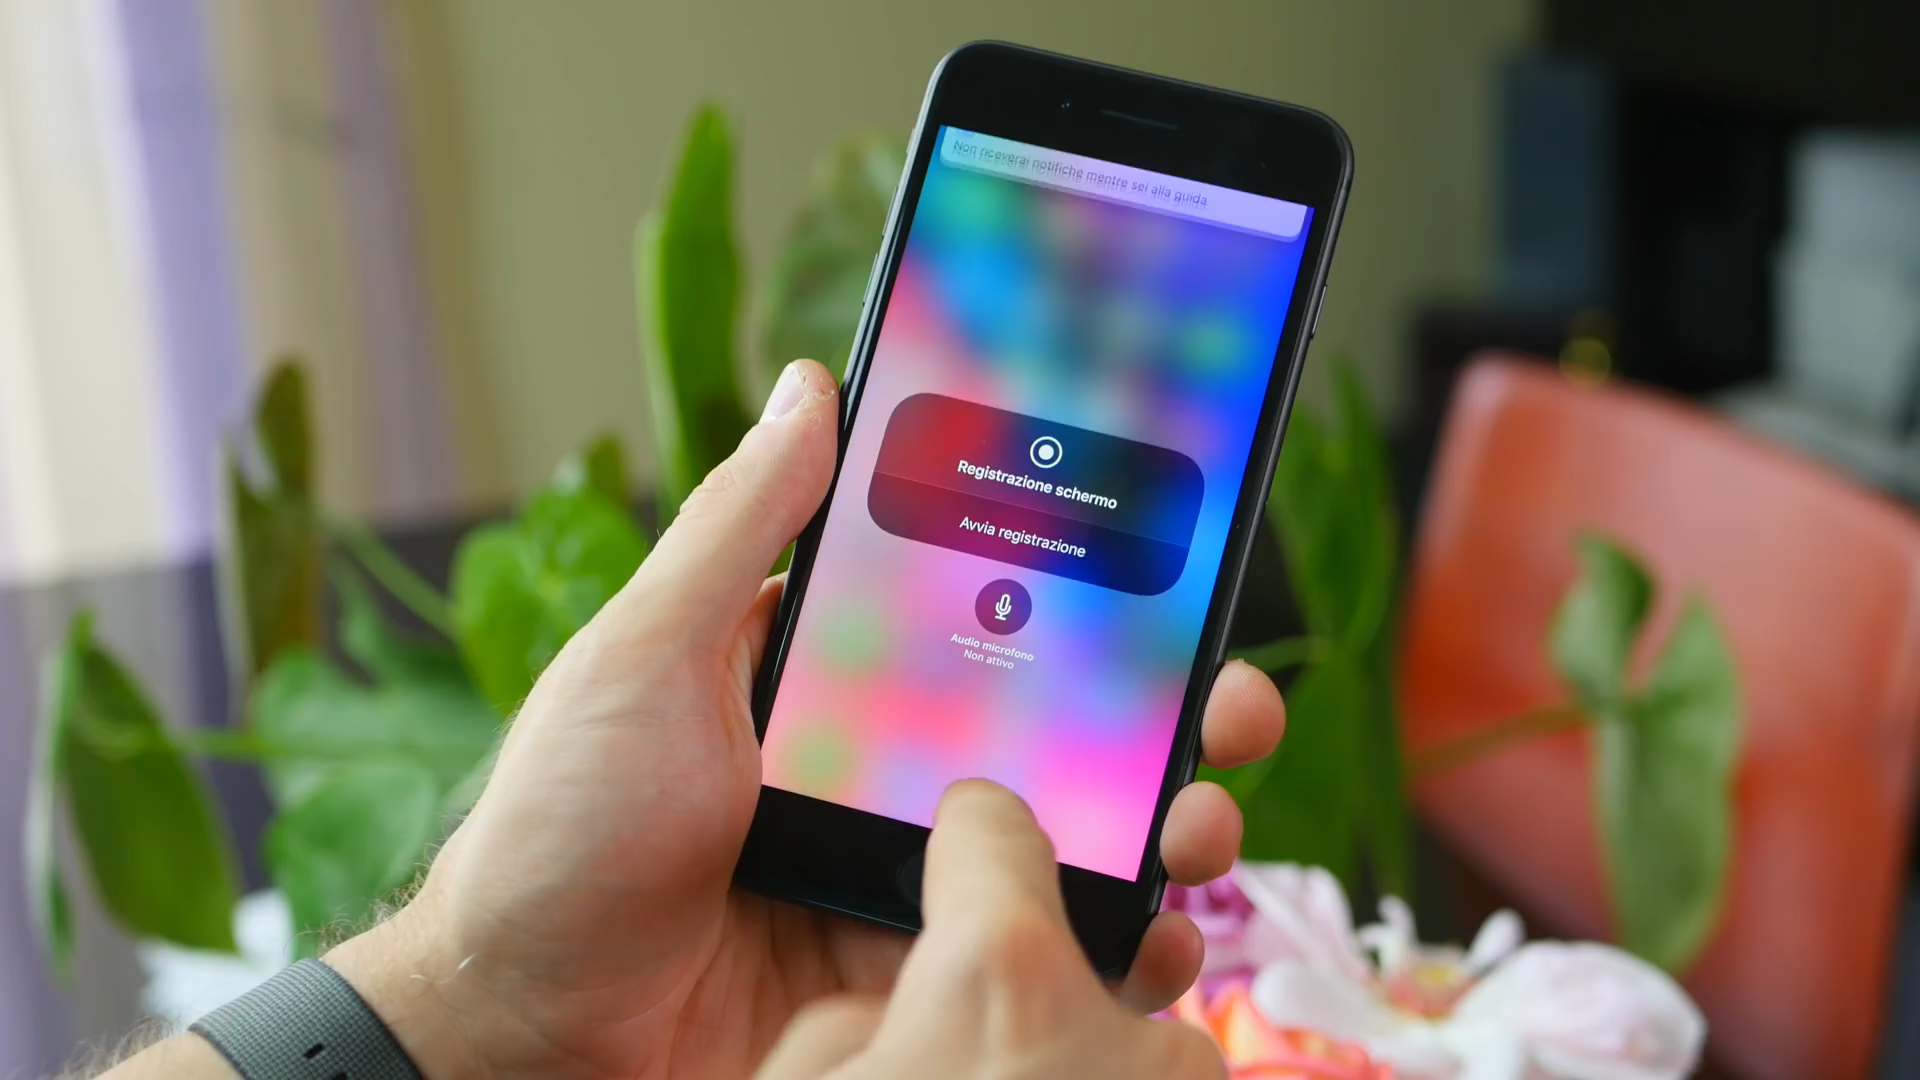 Non riceverai notifiche mentre sei alla guida
Registrazione schermo
Avvia registrazione
Audio microfono
Non attivo